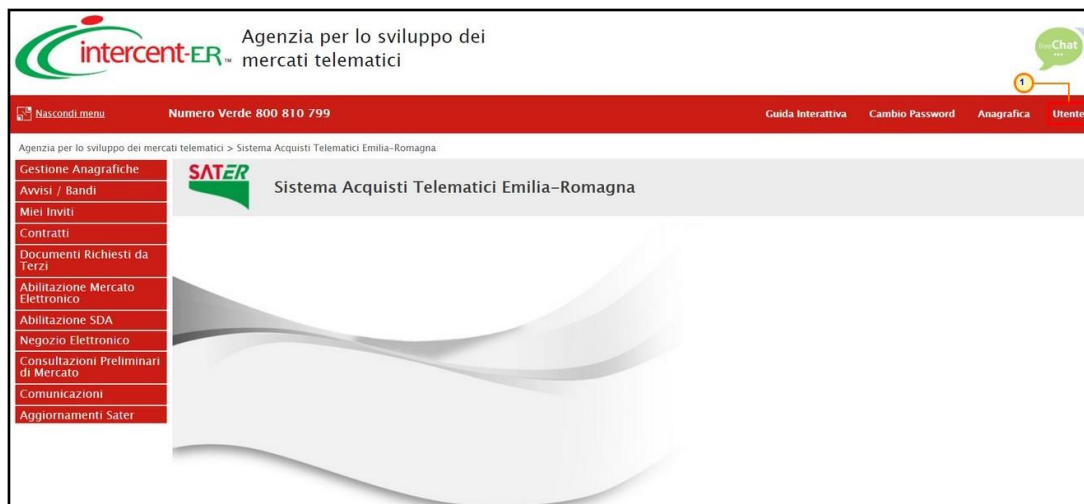 intercent-ER™
Agenzia per lo sviluppo dei
mercati telematici
Chat
1
Nascondi menu
Numero Verde 800 810 799
Guida Interattiva
Cambio Password
Anagrafica
Utente
Agenzia per lo sviluppo dei mercati telematici > Sistema Acquisti Telematici Emilia-Romagna
Gestione Anagrafiche
Avvisi / Bandi
Miei Inviti
Contratti
Documenti Richiesti da
Terzi
Abilitazione Mercato
Elettronico
Abilitazione SDA
Negozio Elettronico
Consultazioni Preliminari
di Mercato
Comunicazioni
Aggiornamenti Sater
SATER
Sistema Acquisti Telematici Emilia-Romagna